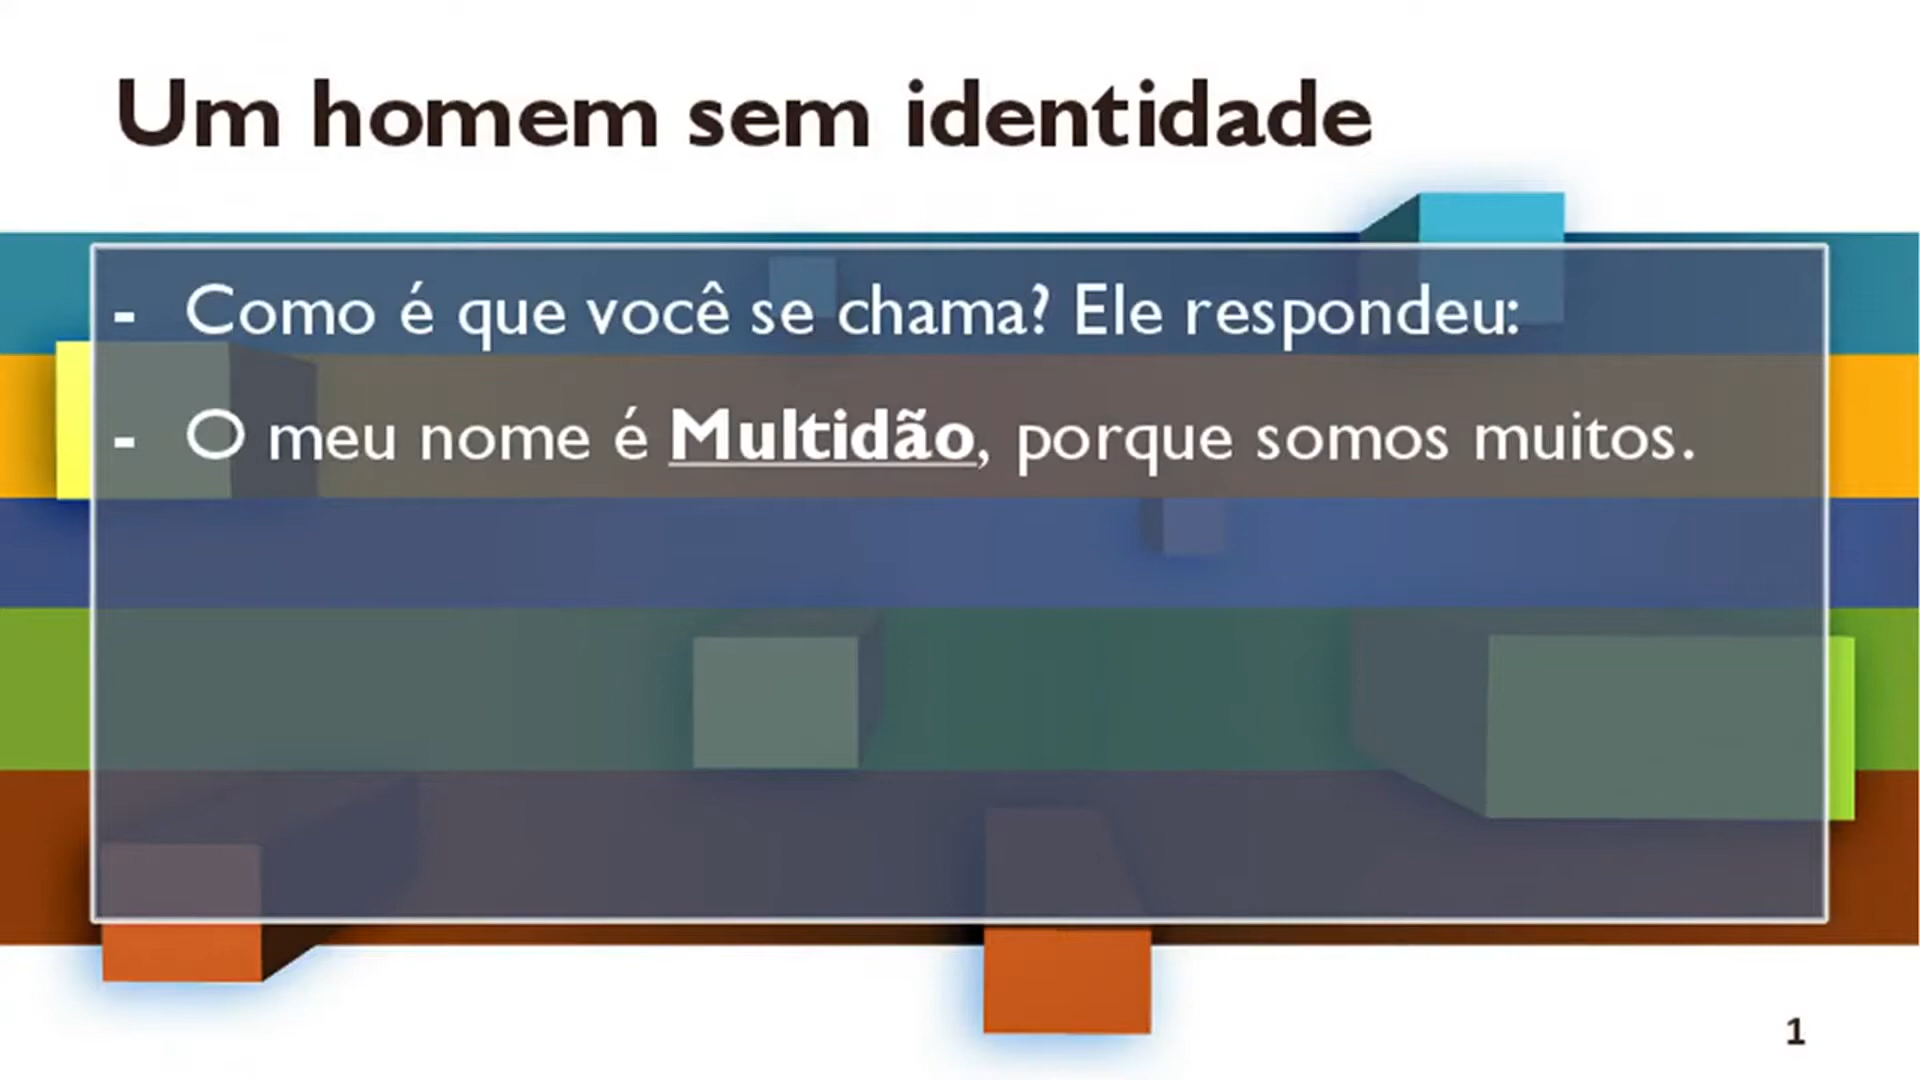 Um homem sem identidade
- Como é que você se chama? Ele respondeu:
- O meu nome é Multidão, porque somos muitos.
1